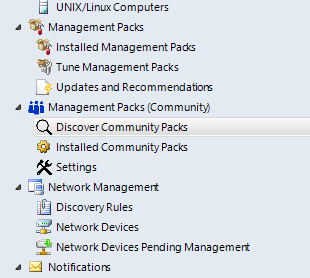 UNIX/Linux Computers
Management Packs
Installed Management Packs
Tune Management Packs
Updates and Recommendations
Management Packs (Community)
Discover Community Packs
Installed Community Packs
Settings
Network Management
Discovery Rules
Network Devices
Network Devices Pending Management
Notifications